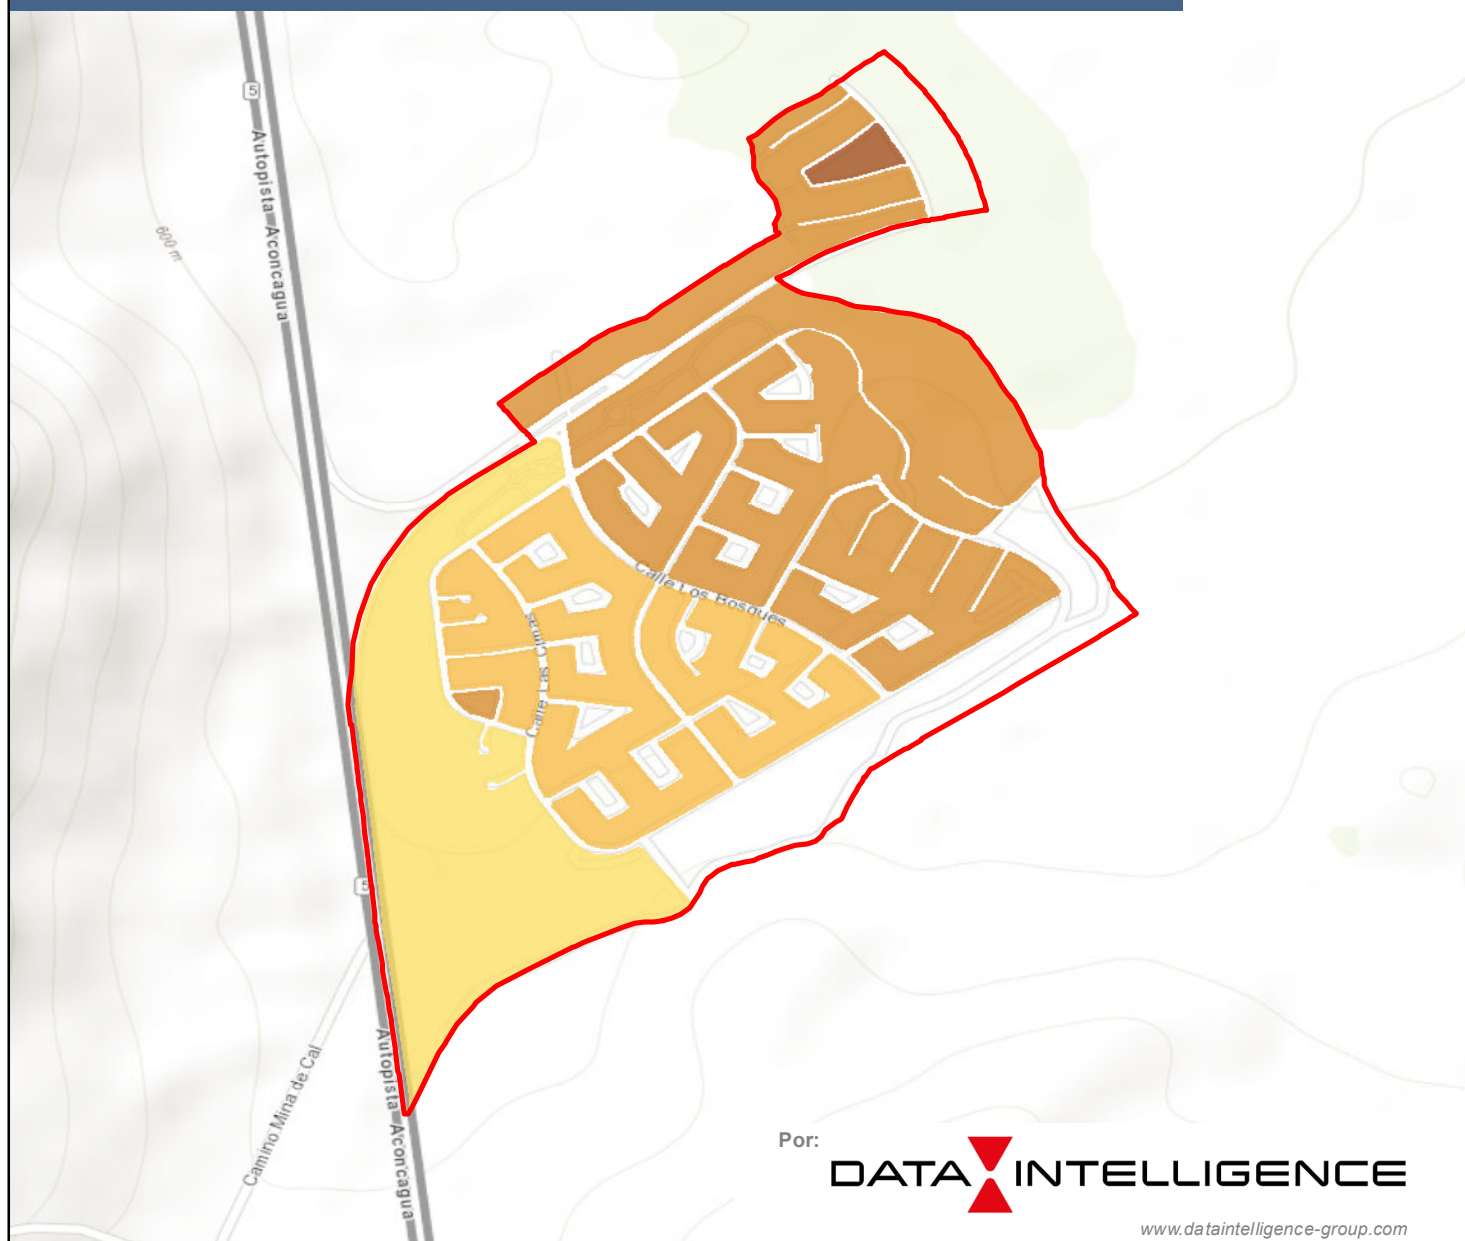 5
Autopista Aconcagua
600 m
Calle Los Bosques
Calle Las Cimas
5
Autopista Aconcagua
Camino Mina de Cal
Por:
DATA INTELLIGENCE
www.dataintelligence-group.com